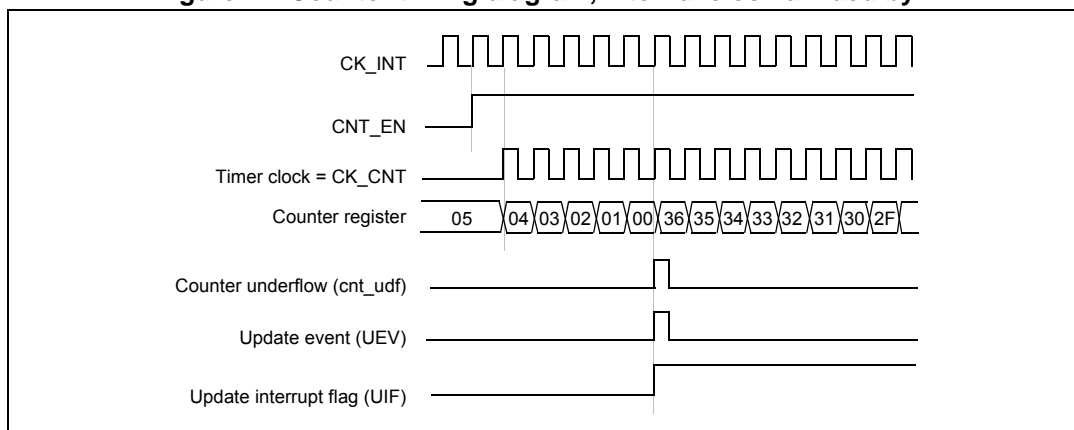 CK_INT
CNT_EN
Timer clock = CK_CNT
Counter register 05 04 03 02 01 00 36 35 34 33 32 31 30 2F
Counter underflow (cnt_udf)
Update event (UEV)
Update interrupt flag (UIF)